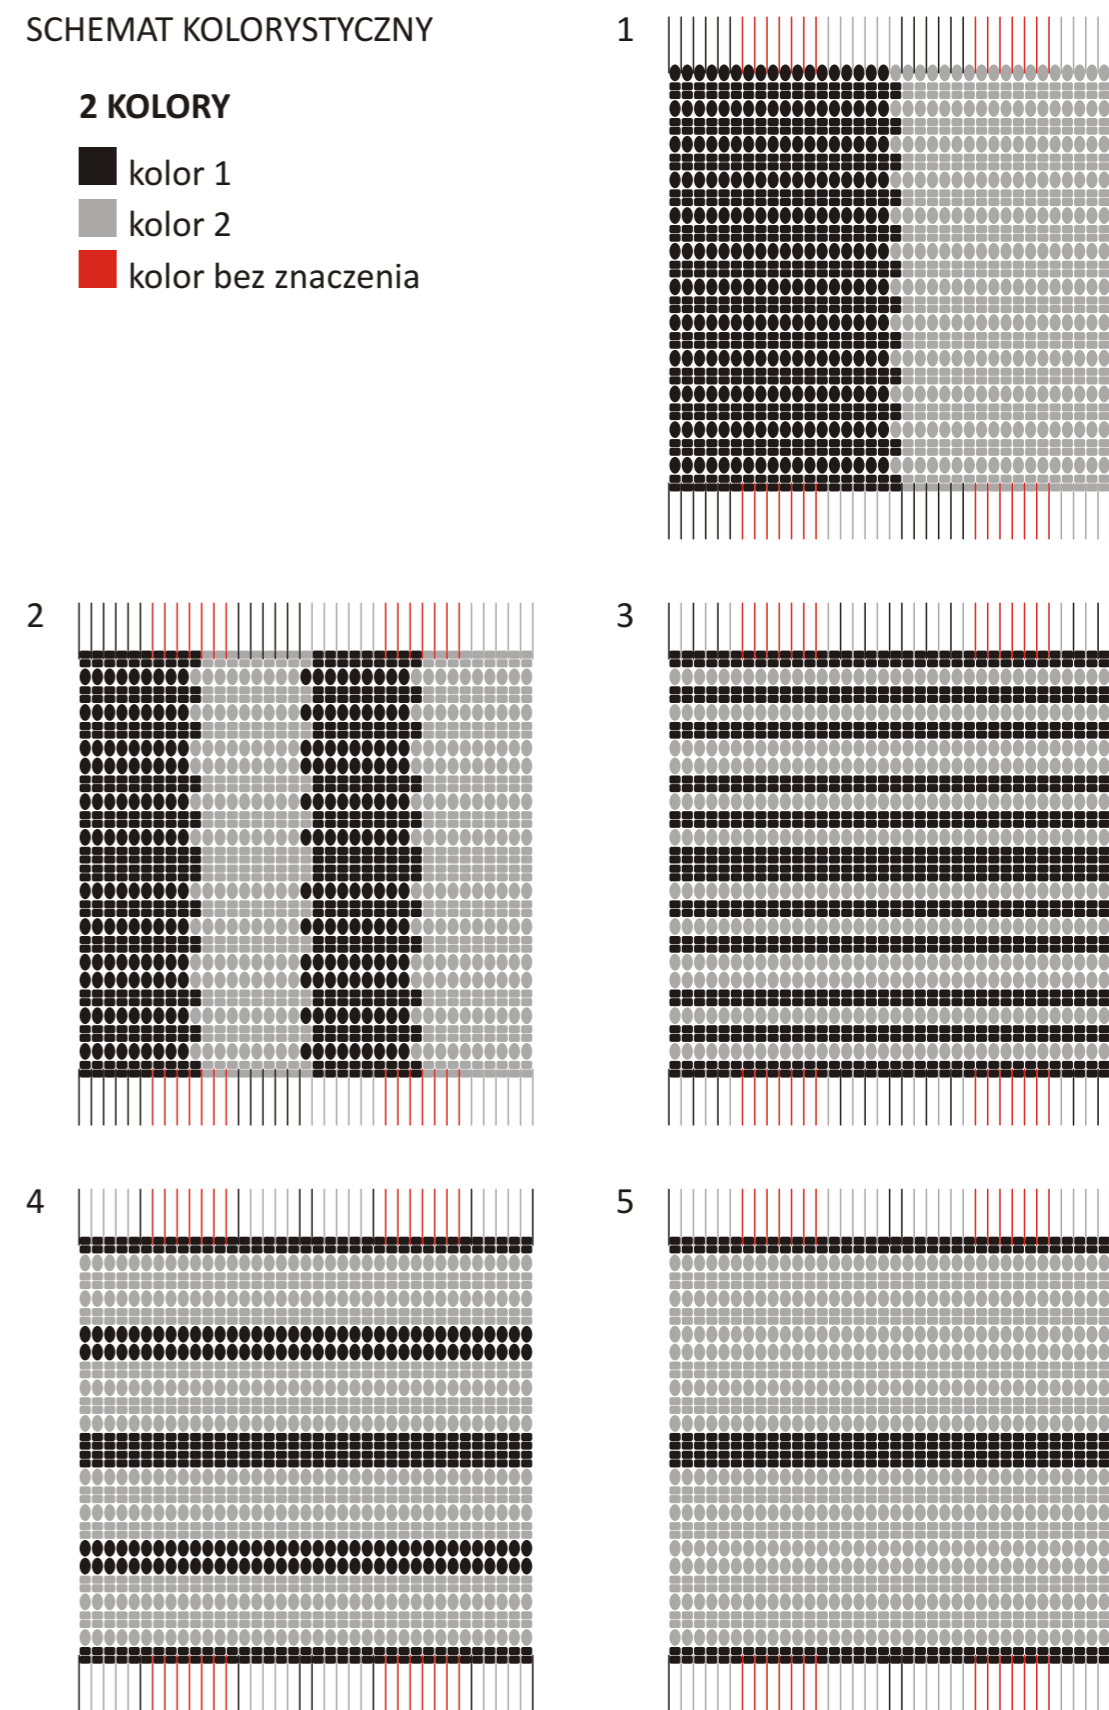 SCHEMAT KOLORYSTYCZNY
2 KOLORY
kolor 1
kolor 2
kolor bez znaczenia
1
2
3
4
5